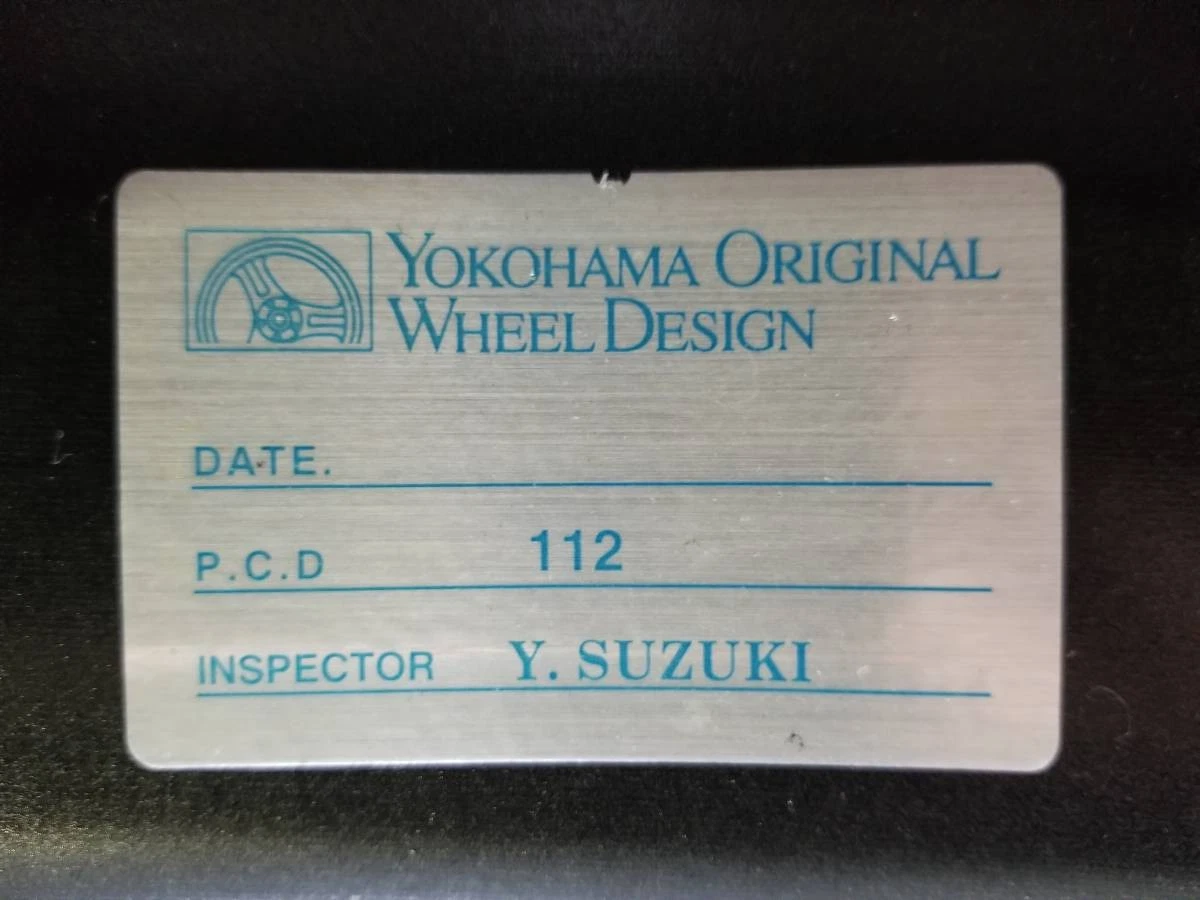 YOKOHAMA ORIGINAL
WHEEL DESIGN
DATE.
P.C.D 112
INSPECTOR Y. SUZUKI